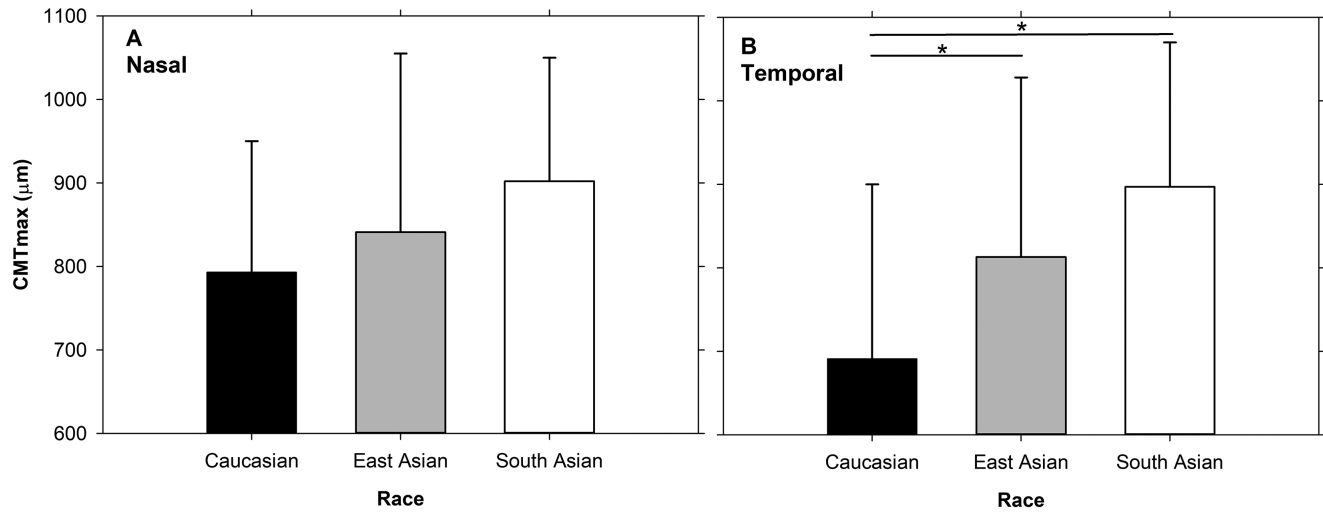 A
Nasal
1100
1000
900
800
700
600
CMTmax (μm)
Caucasian
East Asian
South Asian
Race
B
Temporal
*
*
Caucasian
East Asian
South Asian
Race